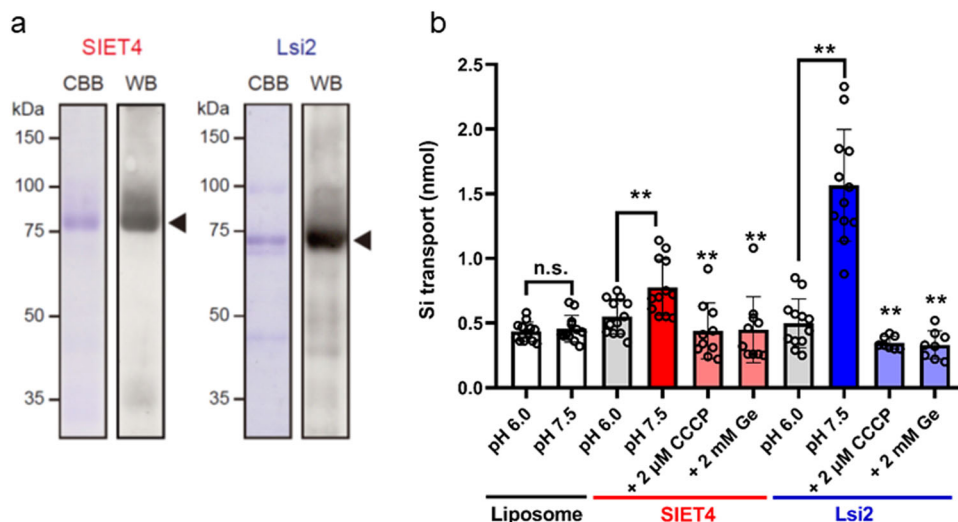 a
SIET4
Lsi2
CBB WB
CBB WB
kDa
150
100
75
50
35
kDa
150
100
75
50
35
b
Si transport (nmol)
2.5
2.0
1.5
1.0
0.5
0.0
n.s.
**
**
**
**
**
**
pH 6.0
pH 7.5
pH 6.0
pH 7.5
+ 2 µM CCCP
+ 2 mM Ge
pH 6.0
pH 7.5
+ 2 µM CCCP
+ 2 mM Ge
Liposome
SIET4
Lsi2